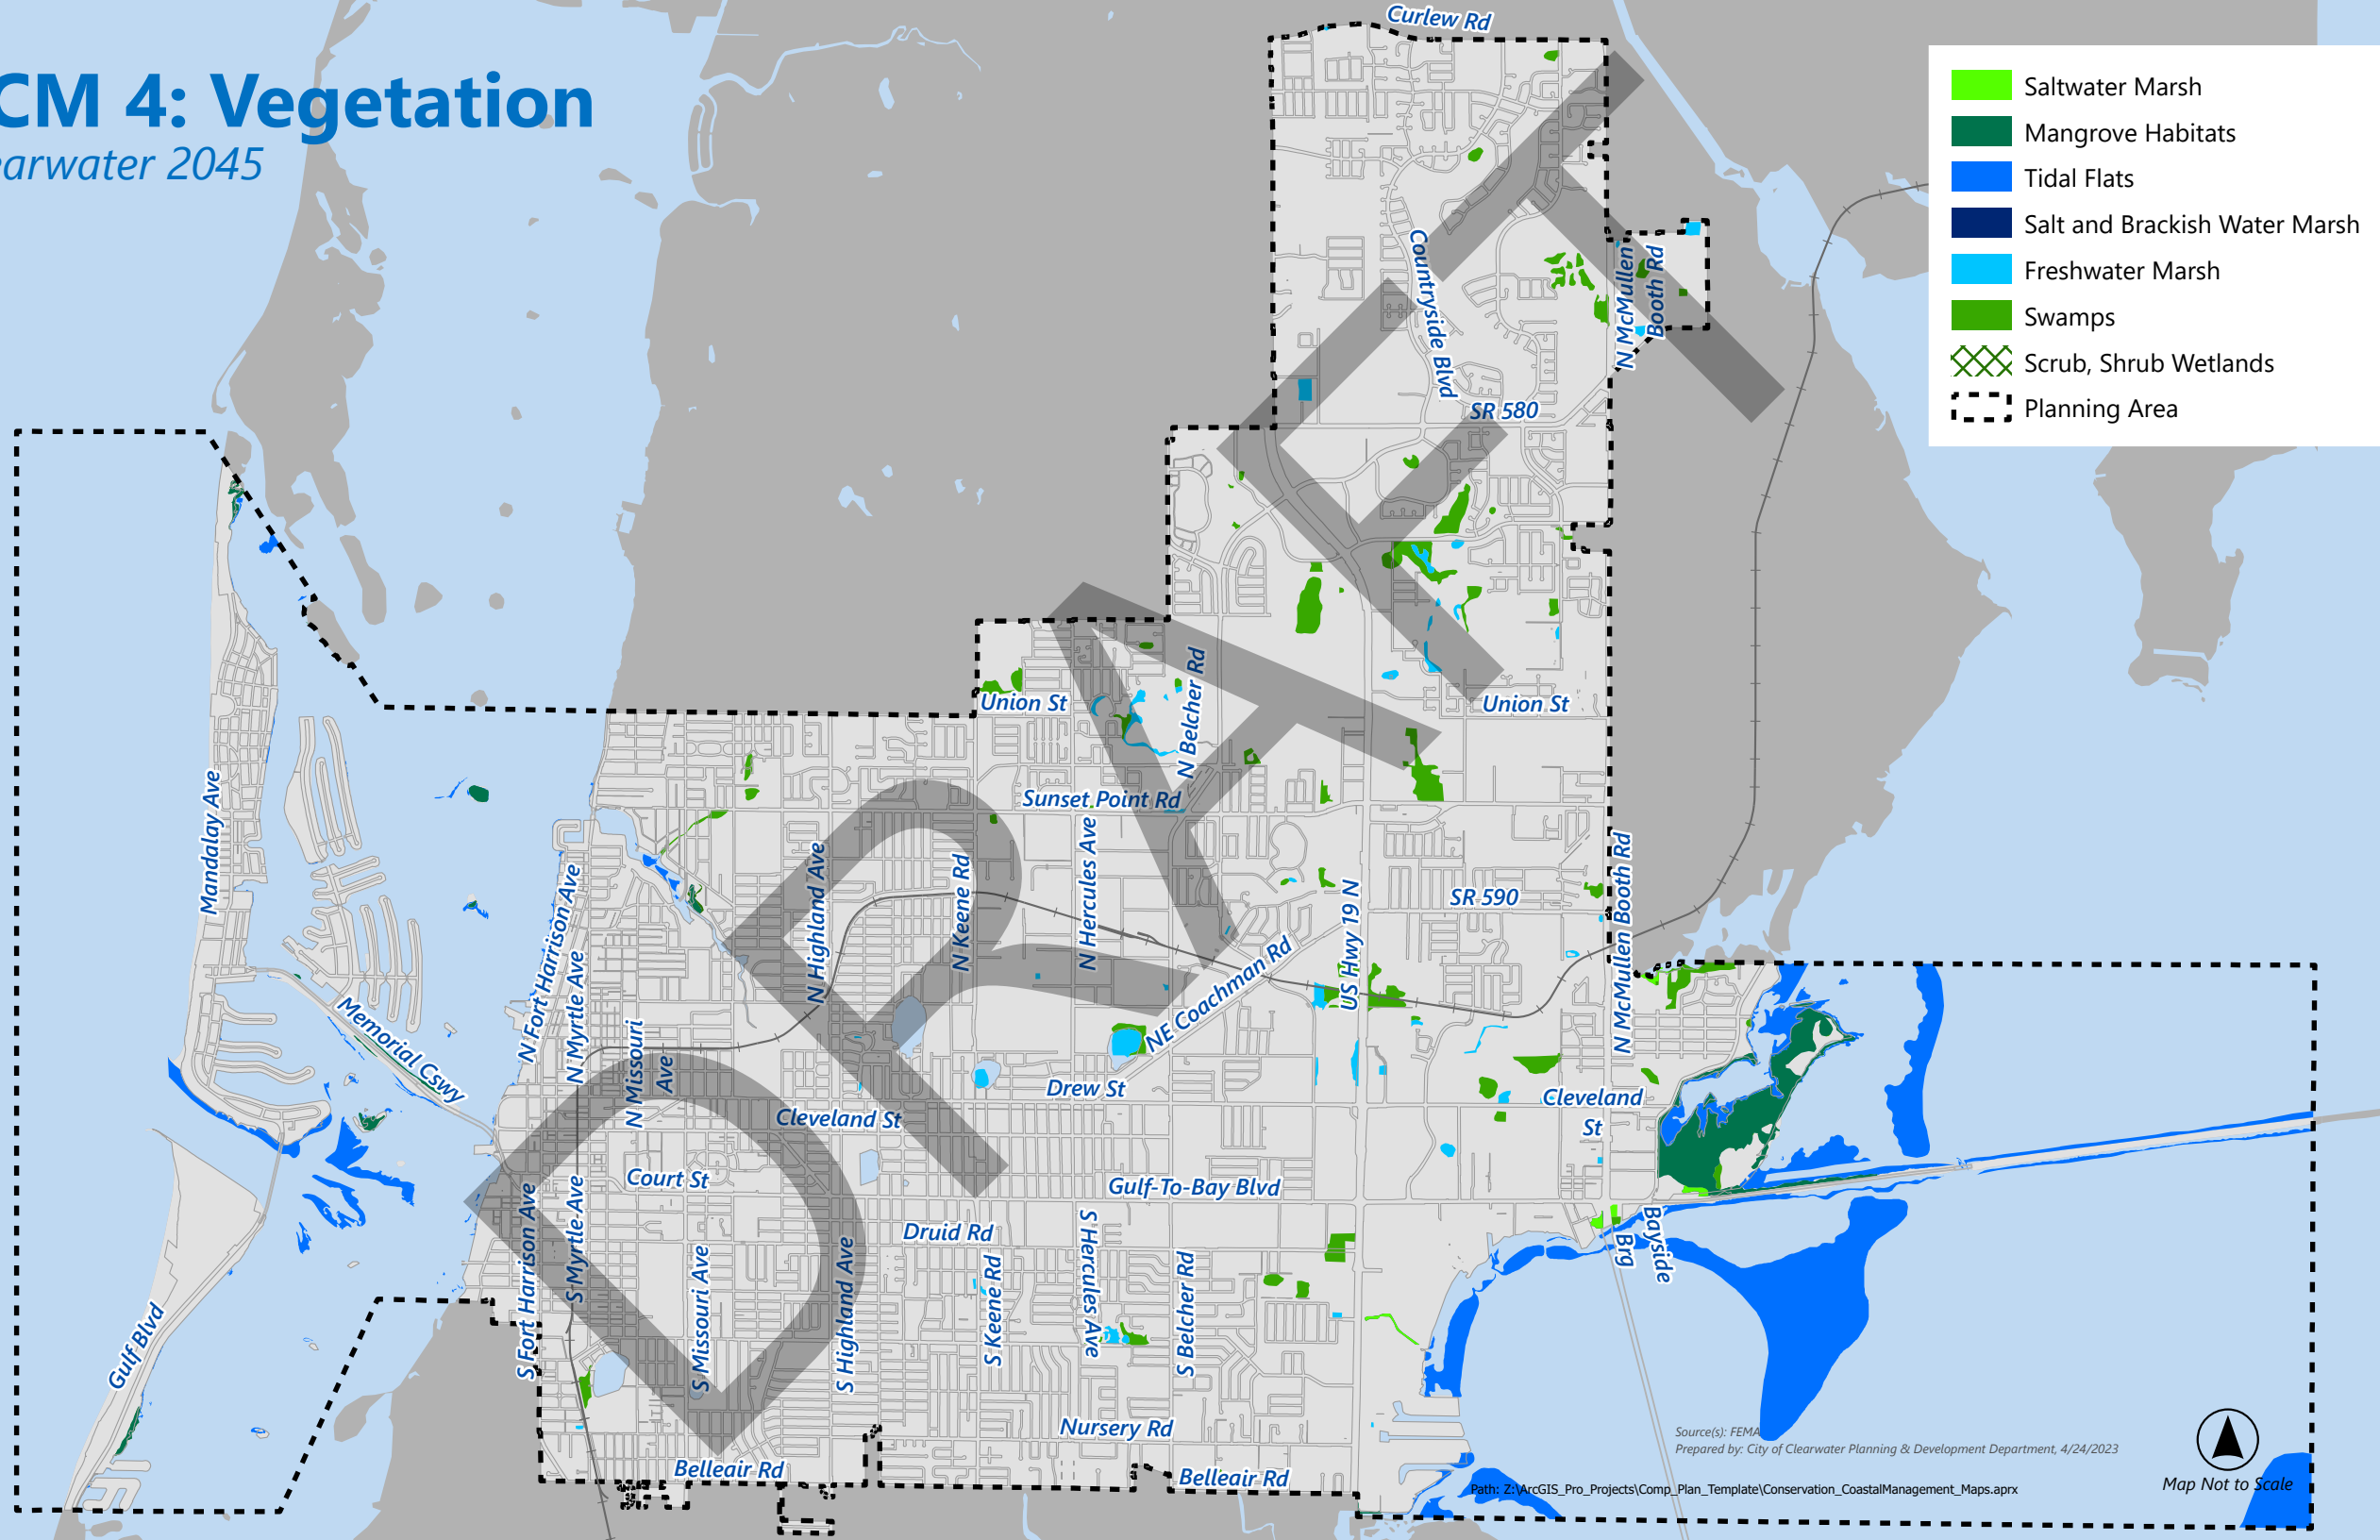 CM 4: Vegetation
earwater 2045
Saltwater Marsh
Mangrove Habitats
Tidal Flats
Salt and Brackish Water Marsh
Freshwater Marsh
Swamps
Scrub, Shrub Wetlands
Planning Area
Curlew Rd
Countryside Blvd
N McMullen
Booth Rd
SR 580
Union St
Union St
N Belcher Rd
Sunset Point Rd
Mandalay Ave
N Fort Harrison Ave
N Myrtle Ave
N Missouri
Ave
N Highland Ave
N Keene Rd
N Hercules Ave
NE Coachman Rd
US Hwy 19 N
SR 590
N McMullen Booth Rd
Memorial Cswy
Drew St
Cleveland St
Cleveland
St
Court St
Gulf-To-Bay Blvd
Druid Rd
S Fort Harrison Ave
S Myrtle Ave
S Missouri Ave
S Highland Ave
S Keene Rd
S Hercules Ave
S Belcher Rd
Bayside
Brg
Gulf Blvd
Nursery Rd
Belleair Rd
Belleair Rd
DRAFT
Source(s): FEMA
Prepared by: City of Clearwater Planning & Development Department, 4/24/2023
Path: Z:\ArcGIS_Pro_Projects\Comp_Plan_Template\Conservation_CoastalManagement_Maps.aprx
Map Not to Scale